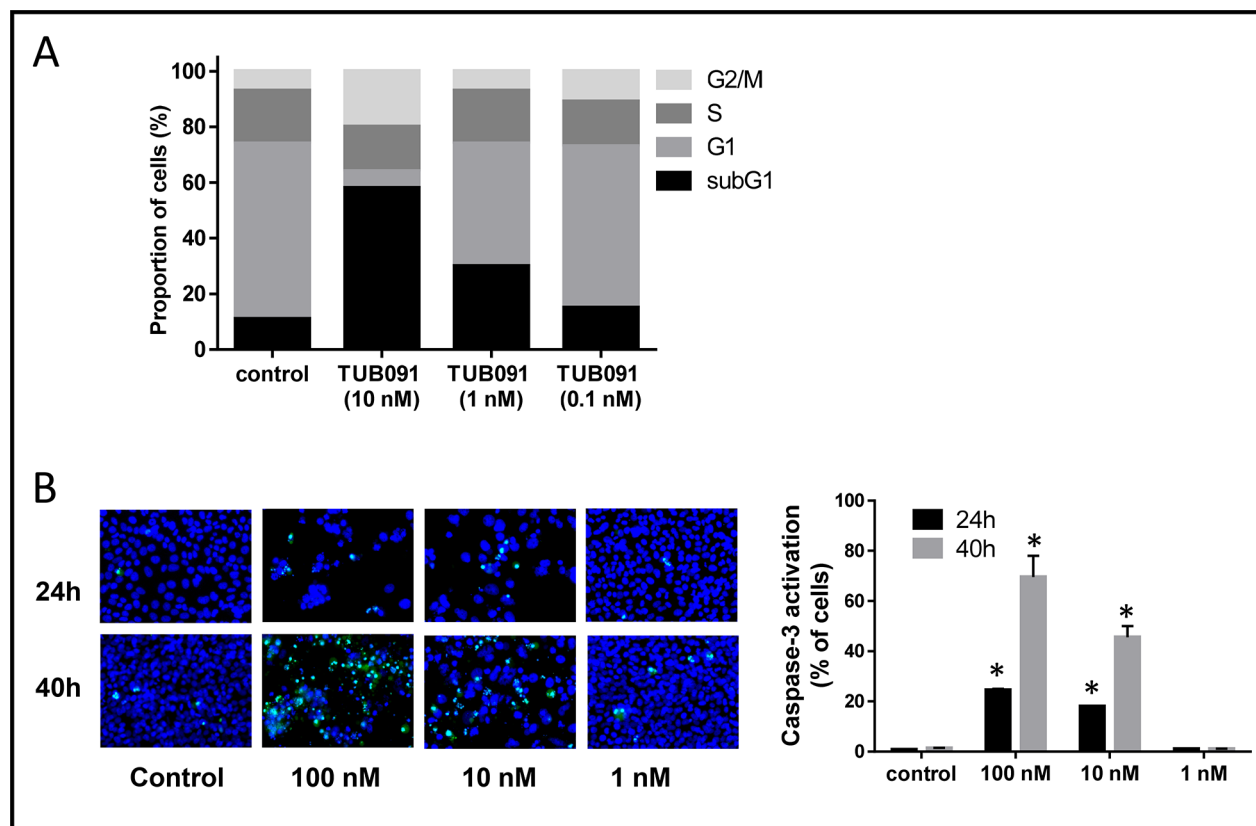 A
Proportion of cells (%)
100
80
60
40
20
0
control
TUB091
(10 nM)
TUB091
(1 nM)
TUB091
(0.1 nM)
G2/M
S
G1
subG1
B
24h
40h
Control
100 nM
10 nM
1 nM
Caspase-3 activation
(% of cells)
100
80
60
40
20
0
24h
40h
*
*
*
*
control
100 nM
10 nM
1 nM